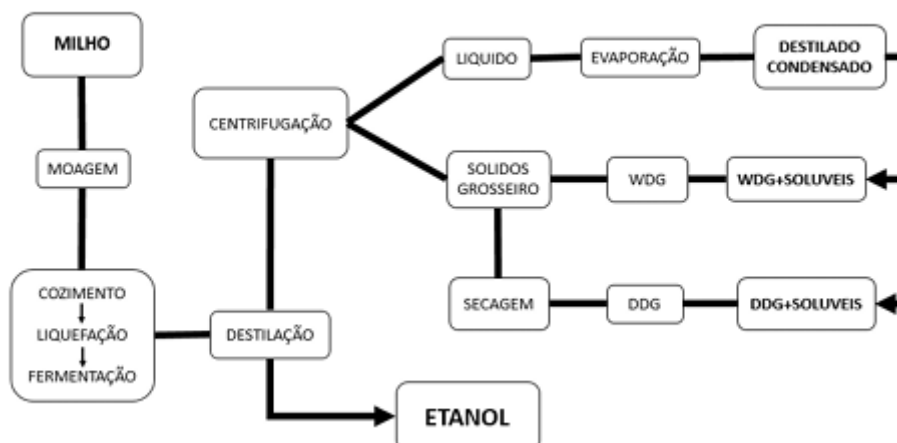 MILHO
MOAGEM
COZIMENTO
LIQUEFAÇÃO
FERMENTAÇÃO
DESTILAÇÃO
ETANOL
CENTRIFUGAÇÃO
LIQUIDO
EVAPORAÇÃO
DESTILADO
CONDENSADO
SOLIDOS
GROSSEIRO
WDG
WDG+SOLUVEIS
SECAGEM
DDG
DDG+SOLUVEIS